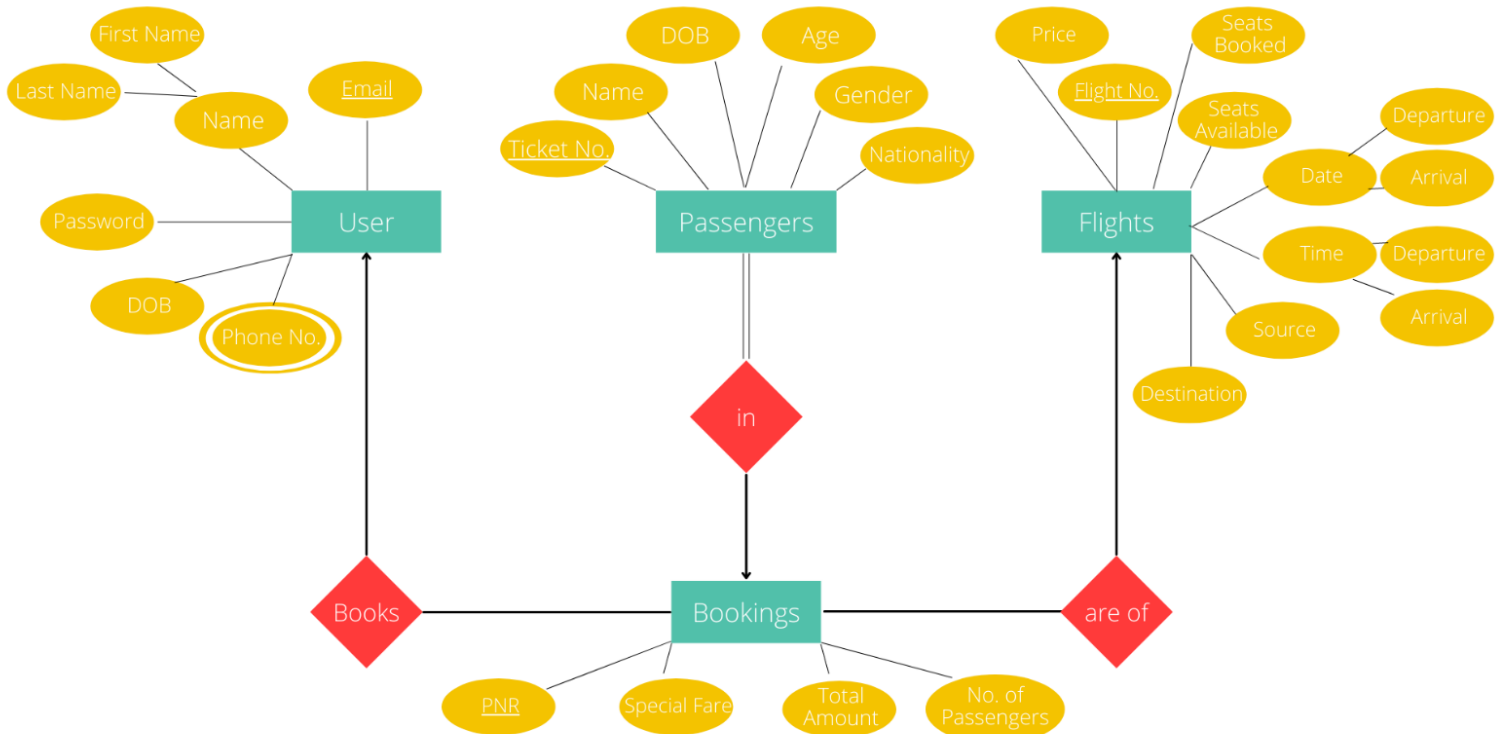 First Name
Last Name
Name
Email
Password
User
DOB
Phone No.
DOB
Age
Name
Gender
Ticket No.
Nationality
Passengers
Price
Seats
Booked
Flight No.
Seats
Available
Departure
Date
Arrival
Flights
Time
Departure
Arrival
Source
Destination
in
Books
Bookings
are of
PNR
Special Fare
Total
Amount
No. of
Passengers